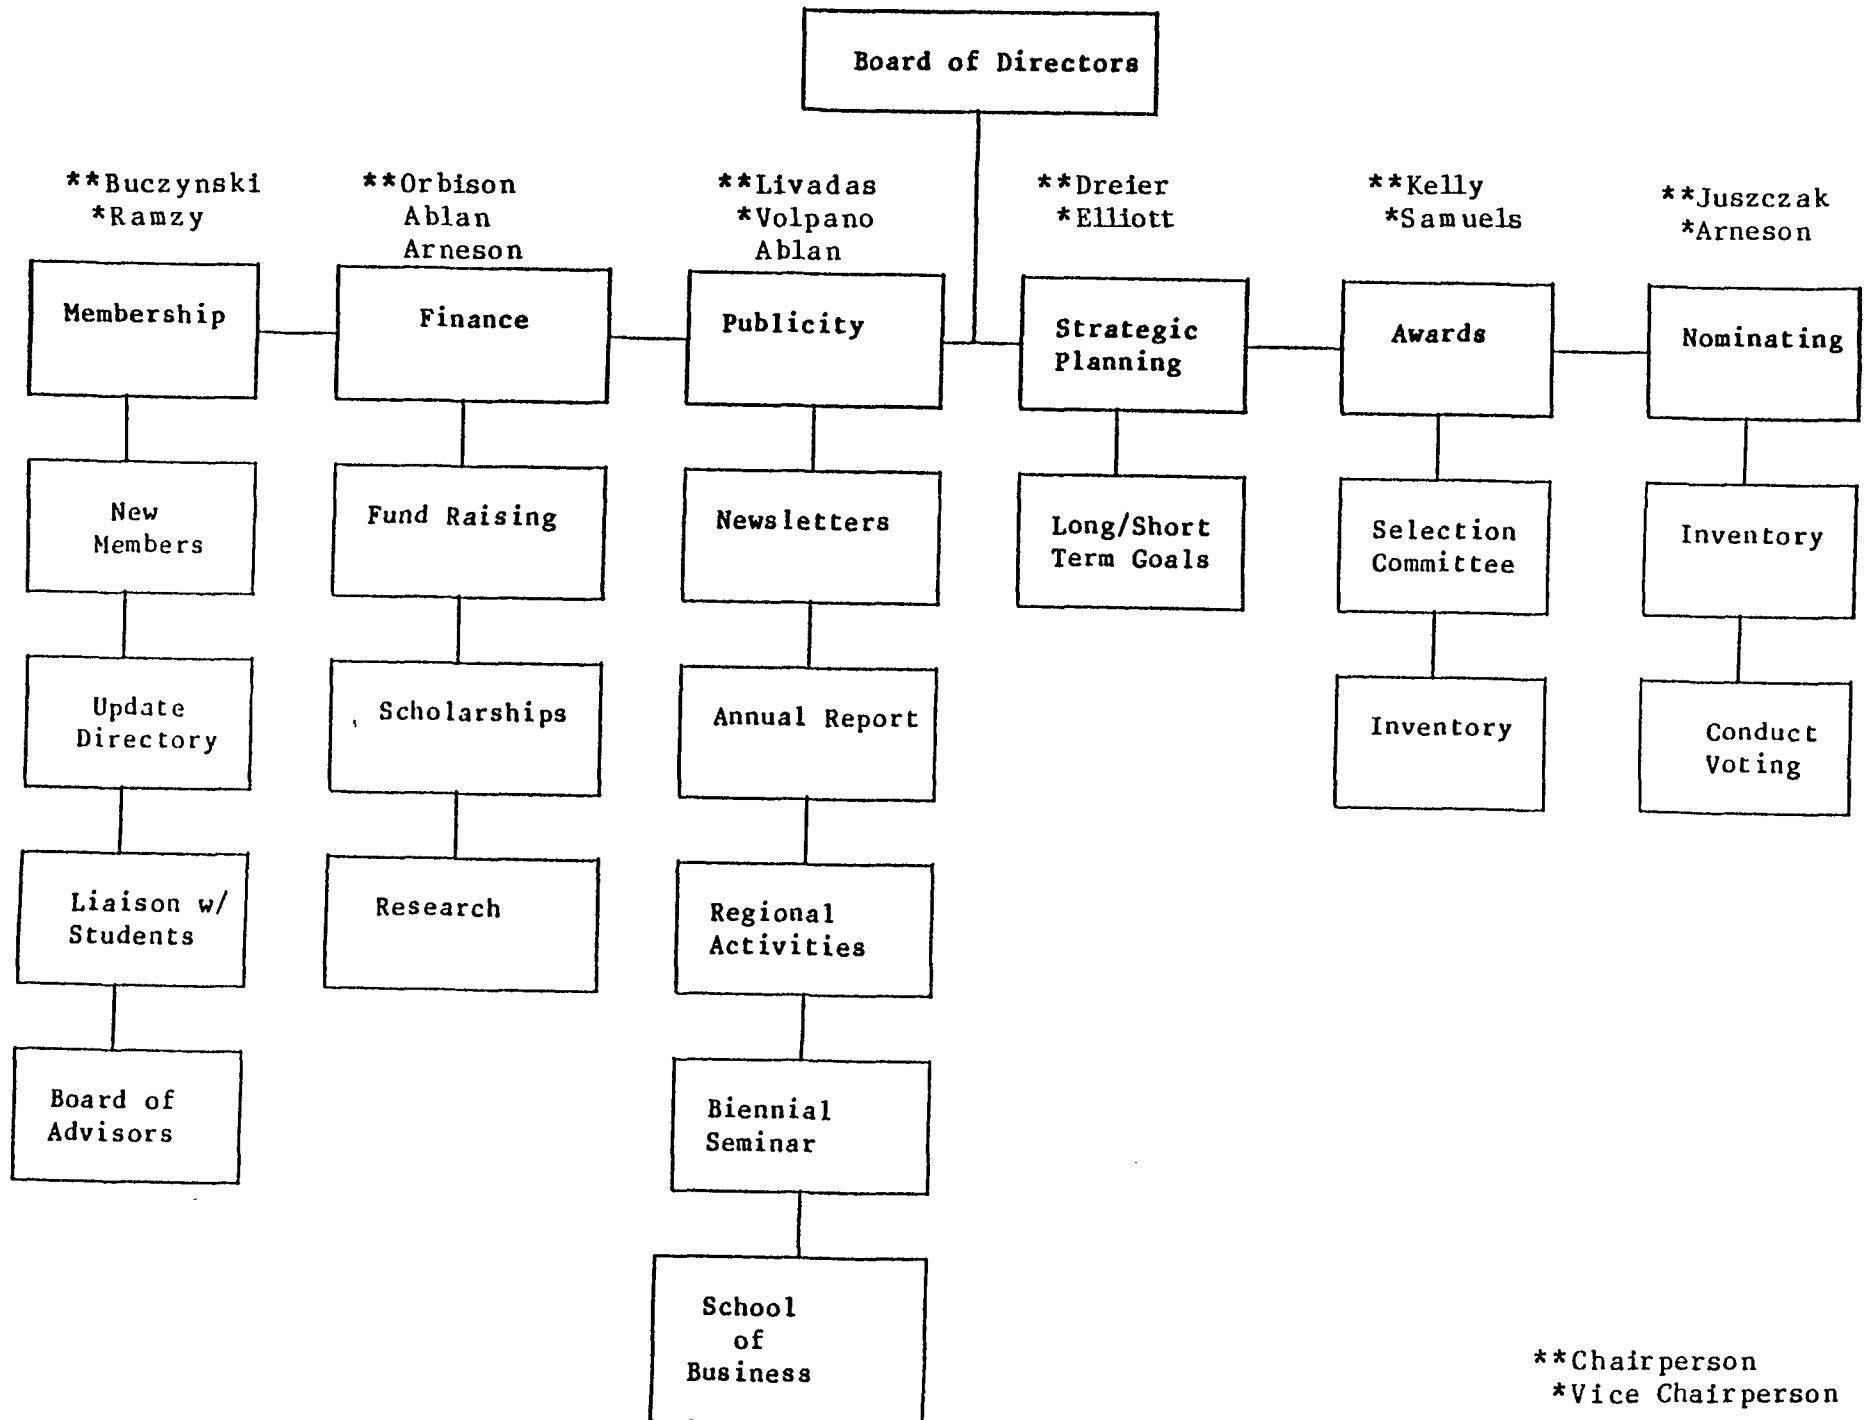 Board of Directors
**Buczynski
*Ramzy
**Orbison
Ablan
Arneson
**Livadas
*Volpano
Ablan
**Dreier
*Elliott
**Kelly
*Samuels
**Juszczak
*Arneson
Membership
Finance
Publicity
Strategic
Planning
Awards
Nominating
New
Members
Fund Raising
Newsletters
Long/Short
Term Goals
Selection
Committee
Inventory
Update
Directory
Scholarships
Annual Report
Inventory
Conduct
Voting
Liaison w/
Students
Research
Regional
Activities
Board of
Advisors
Biennial
Seminar
School
of
Business
**Chairperson
*Vice Chairperson